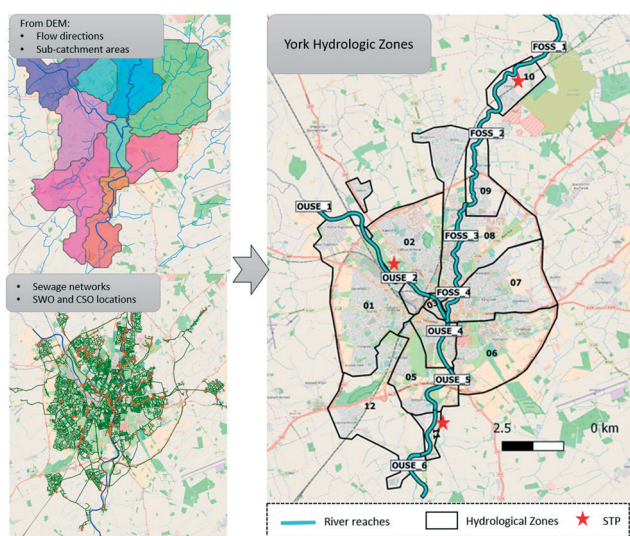 From DEM:
• Flow directions
• Sub-catchment areas
• Sewage networks
• SWO and CSO locations
York Hydrologic Zones
FOSS_1
10
FOSS_2
09
OUSE_1
02
FOSS_3
08
OUSE_2
07
01
FOSS_4
03
OUSE_4
06
05
OUSE_5
12
11
OUSE_6
2.5 0 km
River reaches
Hydrological Zones
STP